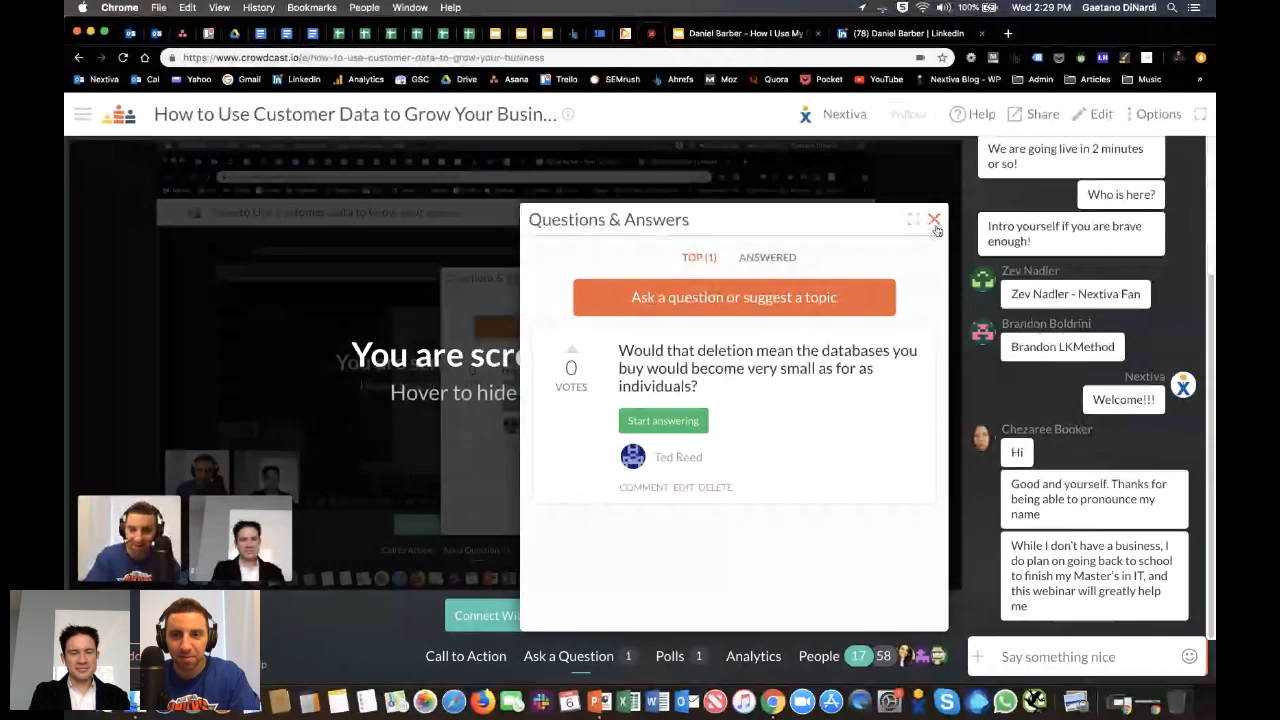 Chrome File Edit View History Bookmarks People Window Help
100% Wed 2:29 PM Gaetano DiNardi
Daniel Barber – How I Use My
(78) Daniel Barber | LinkedIn
https://www.crowdcast.io/e/how-to-use-customer-data-to-grow-your-business
Nextiva Cal Yahoo Gmail LinkedIn Analytics GSC Drive Asana Trello SEMrush Ahrefs Moz Quora Pocket YouTube Nextiva Blog - WP Admin Articles Music
How to Use Customer Data to Grow Your Busin...
Nextiva Follow Help Share Edit Options
We are going live in 2 minutes
or so!
Who is here?
Intro yourself if you are brave
enough!
Zev Nadler
Zev Nadler - Nextiva Fan
Brandon Boldrini
Brandon LKMethod
Nextiva
Welcome!!!
Chezaree Booker
Hi
Good and yourself. Thanks for
being able to pronounce my
name
While I don't have a business, I
do plan on going back to school
to finish my Master's in IT, and
this webinar will greatly help
me
Say something nice
Questions & Answers
TOP (1) ANSWERED
Ask a question or suggest a topic
0
VOTES
Would that deletion mean the databases you
buy would become very small as for as
individuals?
Start answering
Ted Reed
COMMENT EDIT DELETE
You are scre
Hover to hide
Connect Wi
Call to Action Ask a Question 1 Polls 1 Analytics People 17 58